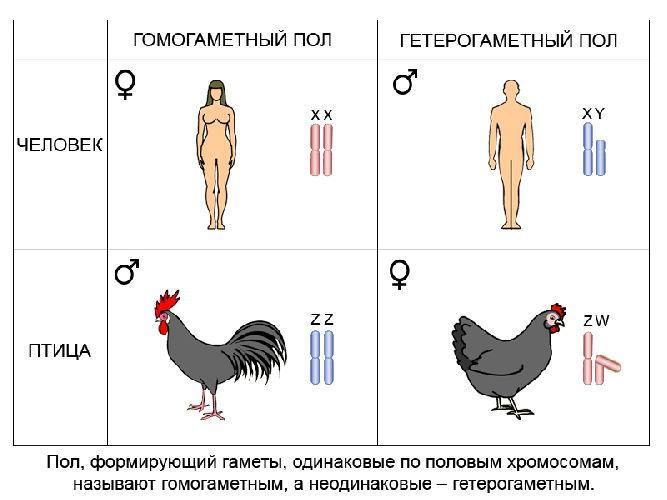 ГОМОГАМЕТНЫЙ ПОЛ
ГЕТЕРОГАМЕТНЫЙ ПОЛ
ЧЕЛОВЕК
♀
X X
♂
X Y
ПТИЦА
♂
Z Z
♀
Z W
Пол, формирующий гаметы, одинаковые по половым хромосомам,
называют гомогаметным, а неодинаковые – гетерогаметным.